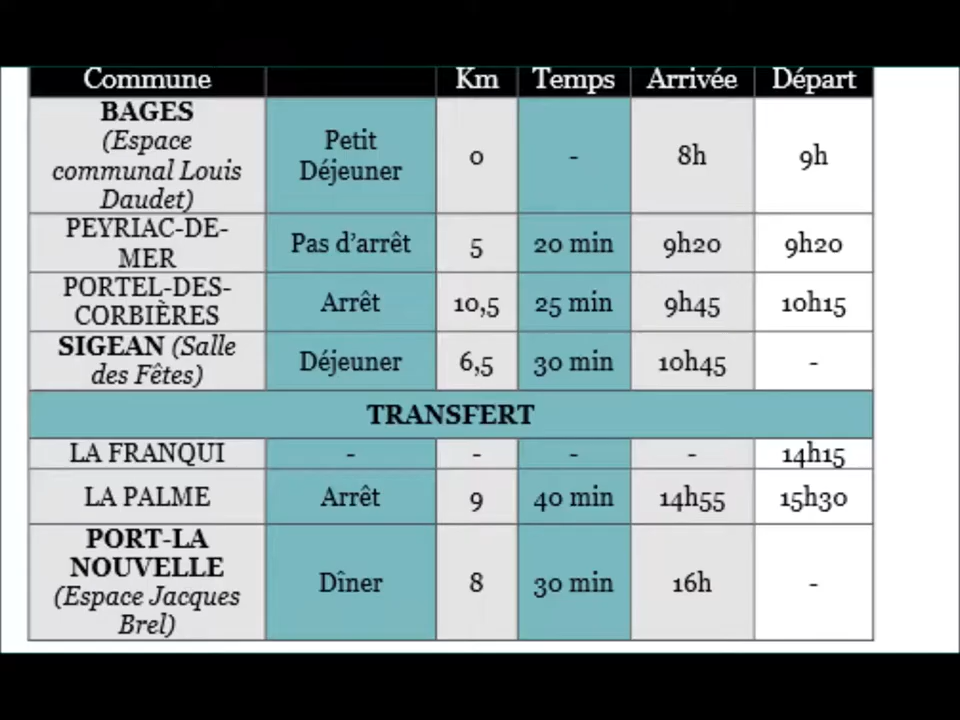 Commune Km Temps Arrivée Départ
BAGES
(Espace
communal Louis
Daudet)
Petit
Déjeuner
0 - 8h 9h
PEYRIAC-DE-
MER
Pas d’arrêt 5 20 min 9h20 9h20
PORTEL-DES-
CORBIÈRES
Arrêt 10,5 25 min 9h45 10h15
SIGEAN (Salle
des Fêtes)
Déjeuner 6,5 30 min 10h45 -
TRANSFERT
LA FRANQUI - - - - 14h15
LA PALME Arrêt 9 40 min 14h55 15h30
PORT-LA
NOUVELLE
(Espace Jacques
Brel)
Dîner 8 30 min 16h -